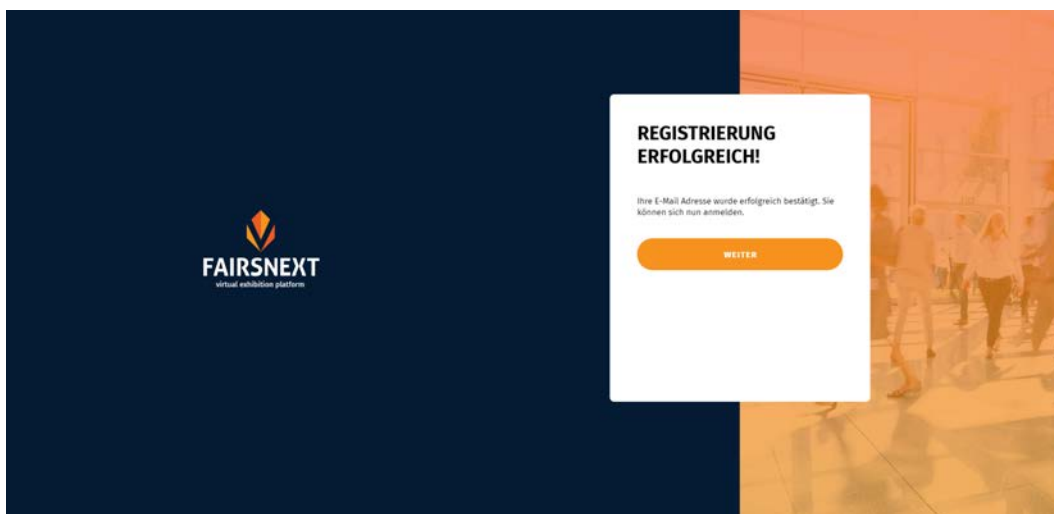 FAIRSNEXT
virtual exhibition platform
REGISTRIERUNG
ERFOLGREICH!
Ihre E-Mail Adresse wurde erfolgreich bestätigt. Sie
können sich nun anmelden.
WEITER